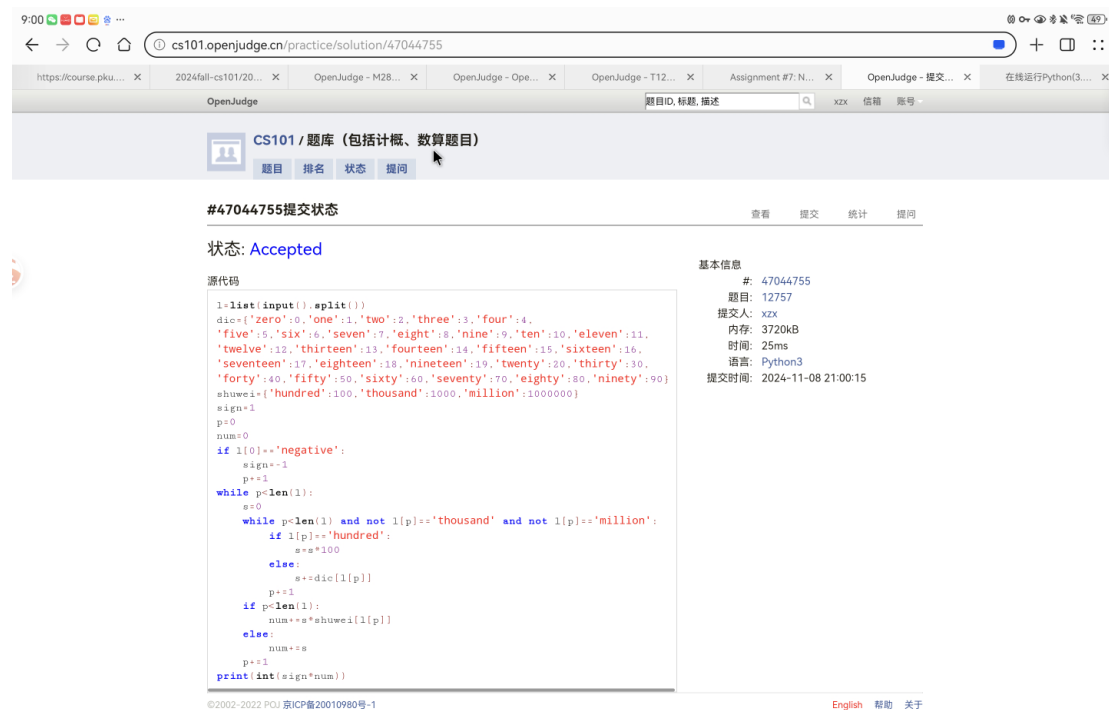 9:00 ...
49
cs101.openjudge.cn/practice/solution/47044755
https://course.pku.... × 2024fall-cs101/20... × OpenJudge - M28... × OpenJudge - Ope... × OpenJudge - T12... × Assignment #7: N... × OpenJudge - 提交... × 在线运行Python(3.... ×
OpenJudge 题目ID, 标题, 描述 xzx 信箱 账号
CS101 / 题库（包括计概、数算题目）
题目 排名 状态 提问
#47044755提交状态 查看 提交 统计 提问
状态: Accepted
源代码
l=list(input().split())
dic={'zero':0,'one':1,'two':2,'three':3,'four':4,
'five':5,'six':6,'seven':7,'eight':8,'nine':9,'ten':10,'eleven':11,
'twelve':12,'thirteen':13,'fourteen':14,'fifteen':15,'sixteen':16,
'seventeen':17,'eighteen':18,'nineteen':19,'twenty':20,'thirty':30,
'forty':40,'fifty':50,'sixty':60,'seventy':70,'eighty':80,'ninety':90}
shuwei={'hundred':100,'thousand':1000,'million':1000000}
sign=1
p=0
num=0
if l[0]=='negative':
    sign=-1
    p+=1
while p<len(l):
    s=0
    while p<len(l) and not l[p]=='thousand' and not l[p]=='million':
        if l[p]=='hundred':
            s=s*100
        else:
            s+=dic[l[p]]
        p+=1
    if p<len(l):
        num+=s*shuwei[l[p]]
    else:
        num+=s
    p+=1
print(int(sign*num))
基本信息
#: 47044755
题目: 12757
提交人: xzx
内存: 3720kB
时间: 25ms
语言: Python3
提交时间: 2024-11-08 21:00:15
©2002-2022 POJ 京ICP备20010980号-1 English 帮助 关于